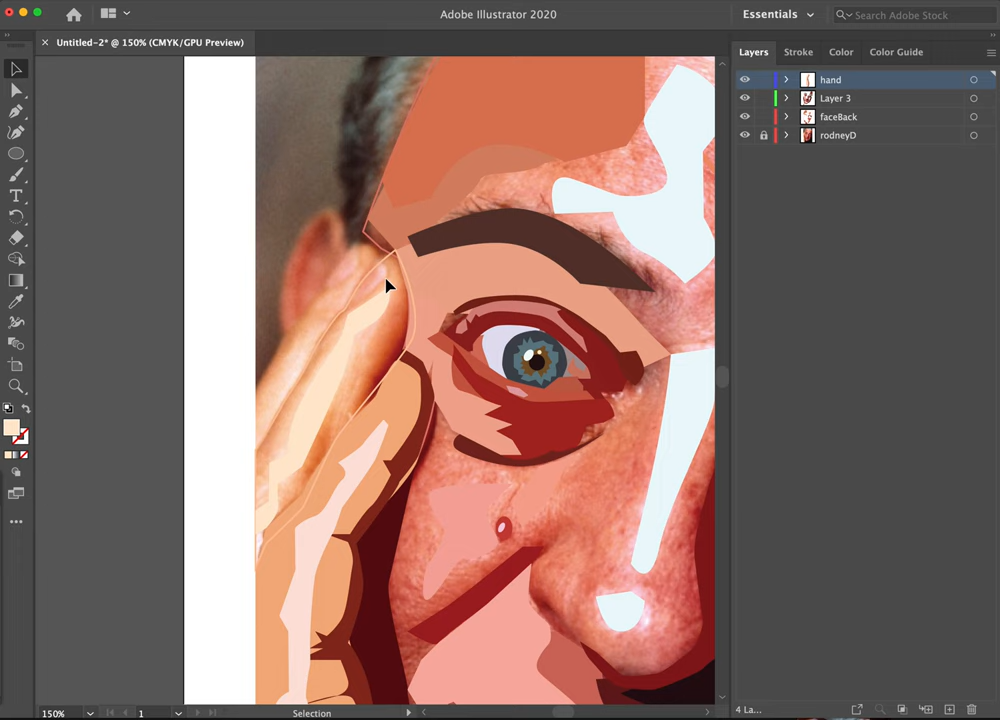 Adobe Illustrator 2020
Essentials
Search Adobe Stock
Untitled-2* @ 150% (CMYK/GPU Preview)
Layers
Stroke
Color
Color Guide
hand
Layer 3
faceBack
rodneyD
150%
1
Selection
4 La...